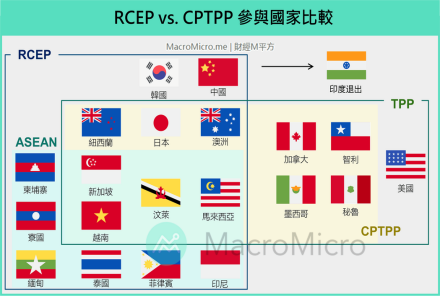 RCEP vs. CPTPP 參與國家比較
MacroMicro.me | 財經M平方
RCEP
韓國
中國
印度退出
TPP
紐西蘭
日本
澳洲
ASEAN
加拿大
智利
柬埔寨
新加坡
汶萊
馬來西亞
美國
墨西哥
秘魯
寮國
越南
CPTPP
MacroMicro
緬甸
泰國
菲律賓
印尼